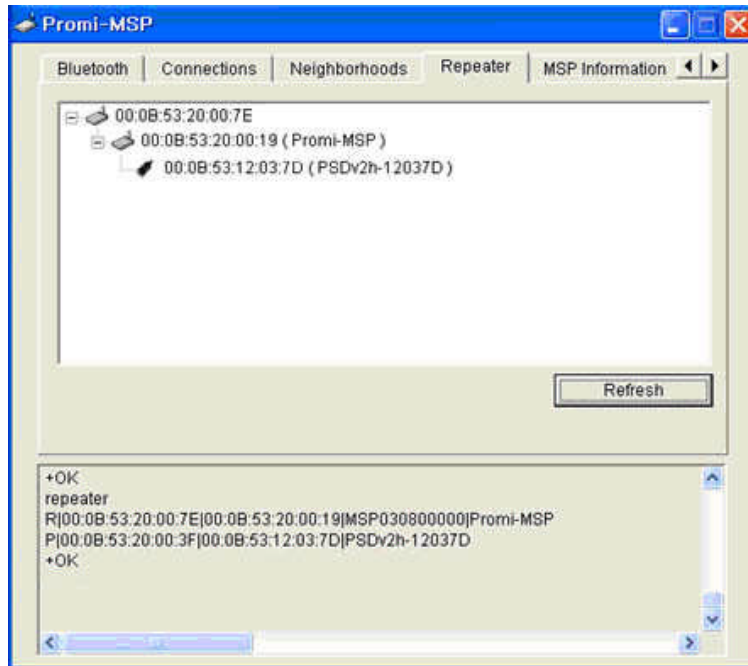 Promi-MSP
Bluetooth Connections Neighborhoods Repeater MSP Information
00:0B:53:20:00:7E
00:0B:53:20:00:19 ( Promi-MSP )
00:0B:53:12:03:7D ( PSDv2h-12037D )
Refresh
+OK
repeater
R|00:0B:53:20:00:7E|00:0B:53:20:00:19|MSP030800000|Promi-MSP
P|00:0B:53:20:00:3F|00:0B:53:12:03:7D|PSDv2h-12037D
+OK